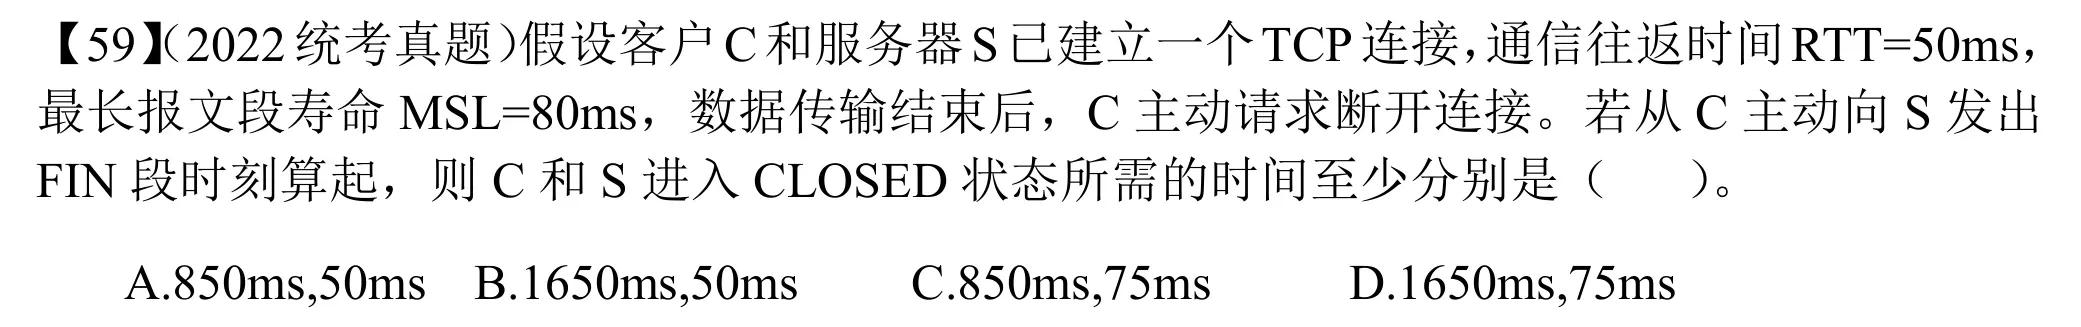 【59】(2022统考真题)假设客户C和服务器S已建立一个TCP连接,通信往返时间RTT=50ms,
最长报文段寿命 MSL=80ms，数据传输结束后，C 主动请求断开连接。若从 C 主动向 S 发出
FIN 段时刻算起，则 C 和 S 进入 CLOSED 状态所需的时间至少分别是（　　）。
A.850ms,50ms B.1650ms,50ms C.850ms,75ms D.1650ms,75ms